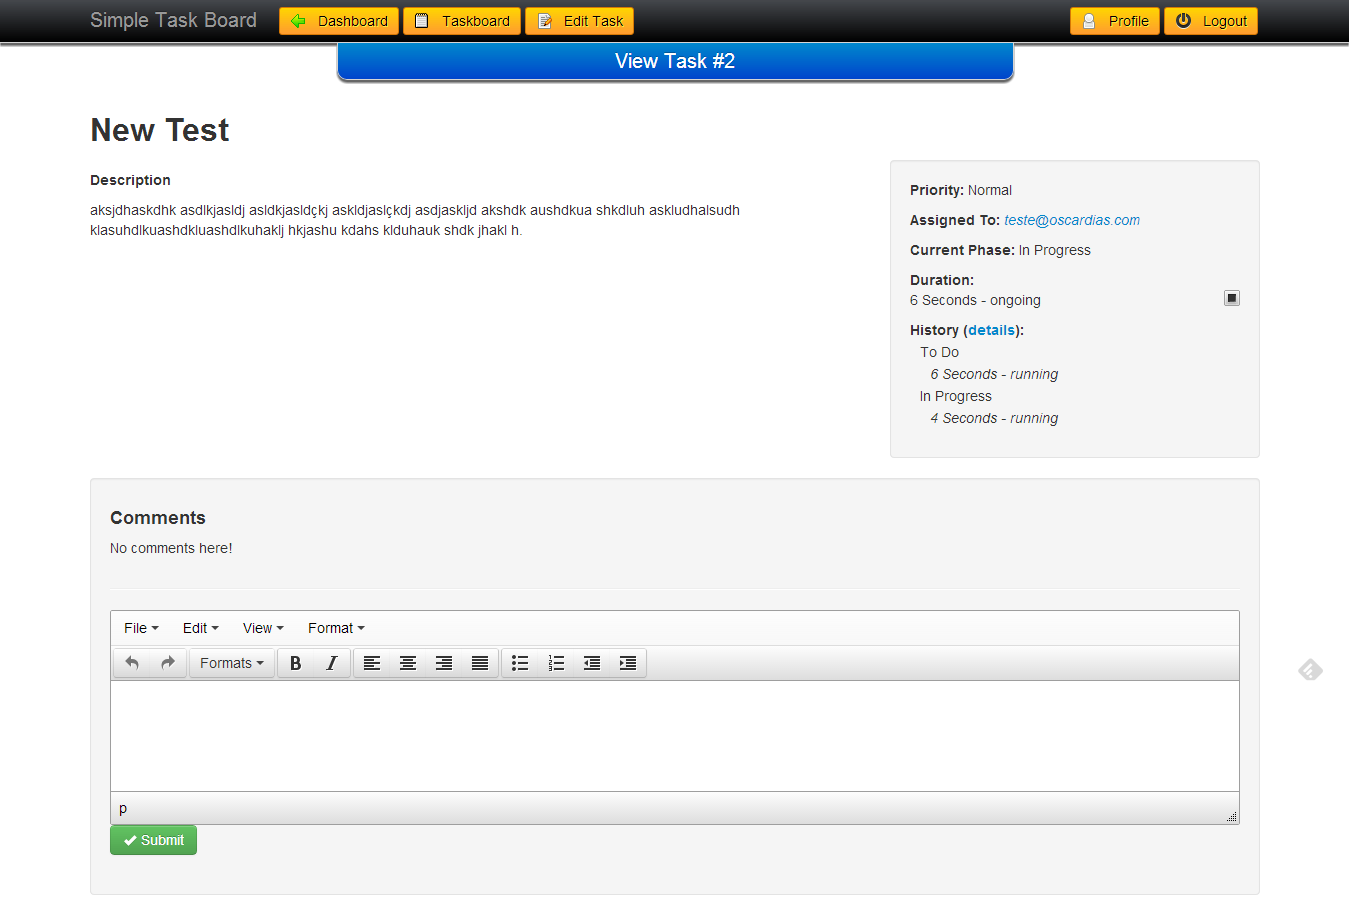 Simple Task Board Dashboard Taskboard Edit Task Profile Logout
View Task #2
New Test
Description
aksjdhaskdhk asdlkjasldj asldkjasldçkj askldjaslçkdj asdjaskljd akshdk aushdkua shkdluh askludhalsudh
klasuhdlkuashdkluashdlkuhaklj hkjashu kdahs klduhauk shdk jhakl h.
Priority: Normal
Assigned To: teste@oscardias.com
Current Phase: In Progress
Duration:
6 Seconds - ongoing
History (details):
To Do
6 Seconds - running
In Progress
4 Seconds - running
Comments
No comments here!
File Edit View Format
Formats B I
p
Submit